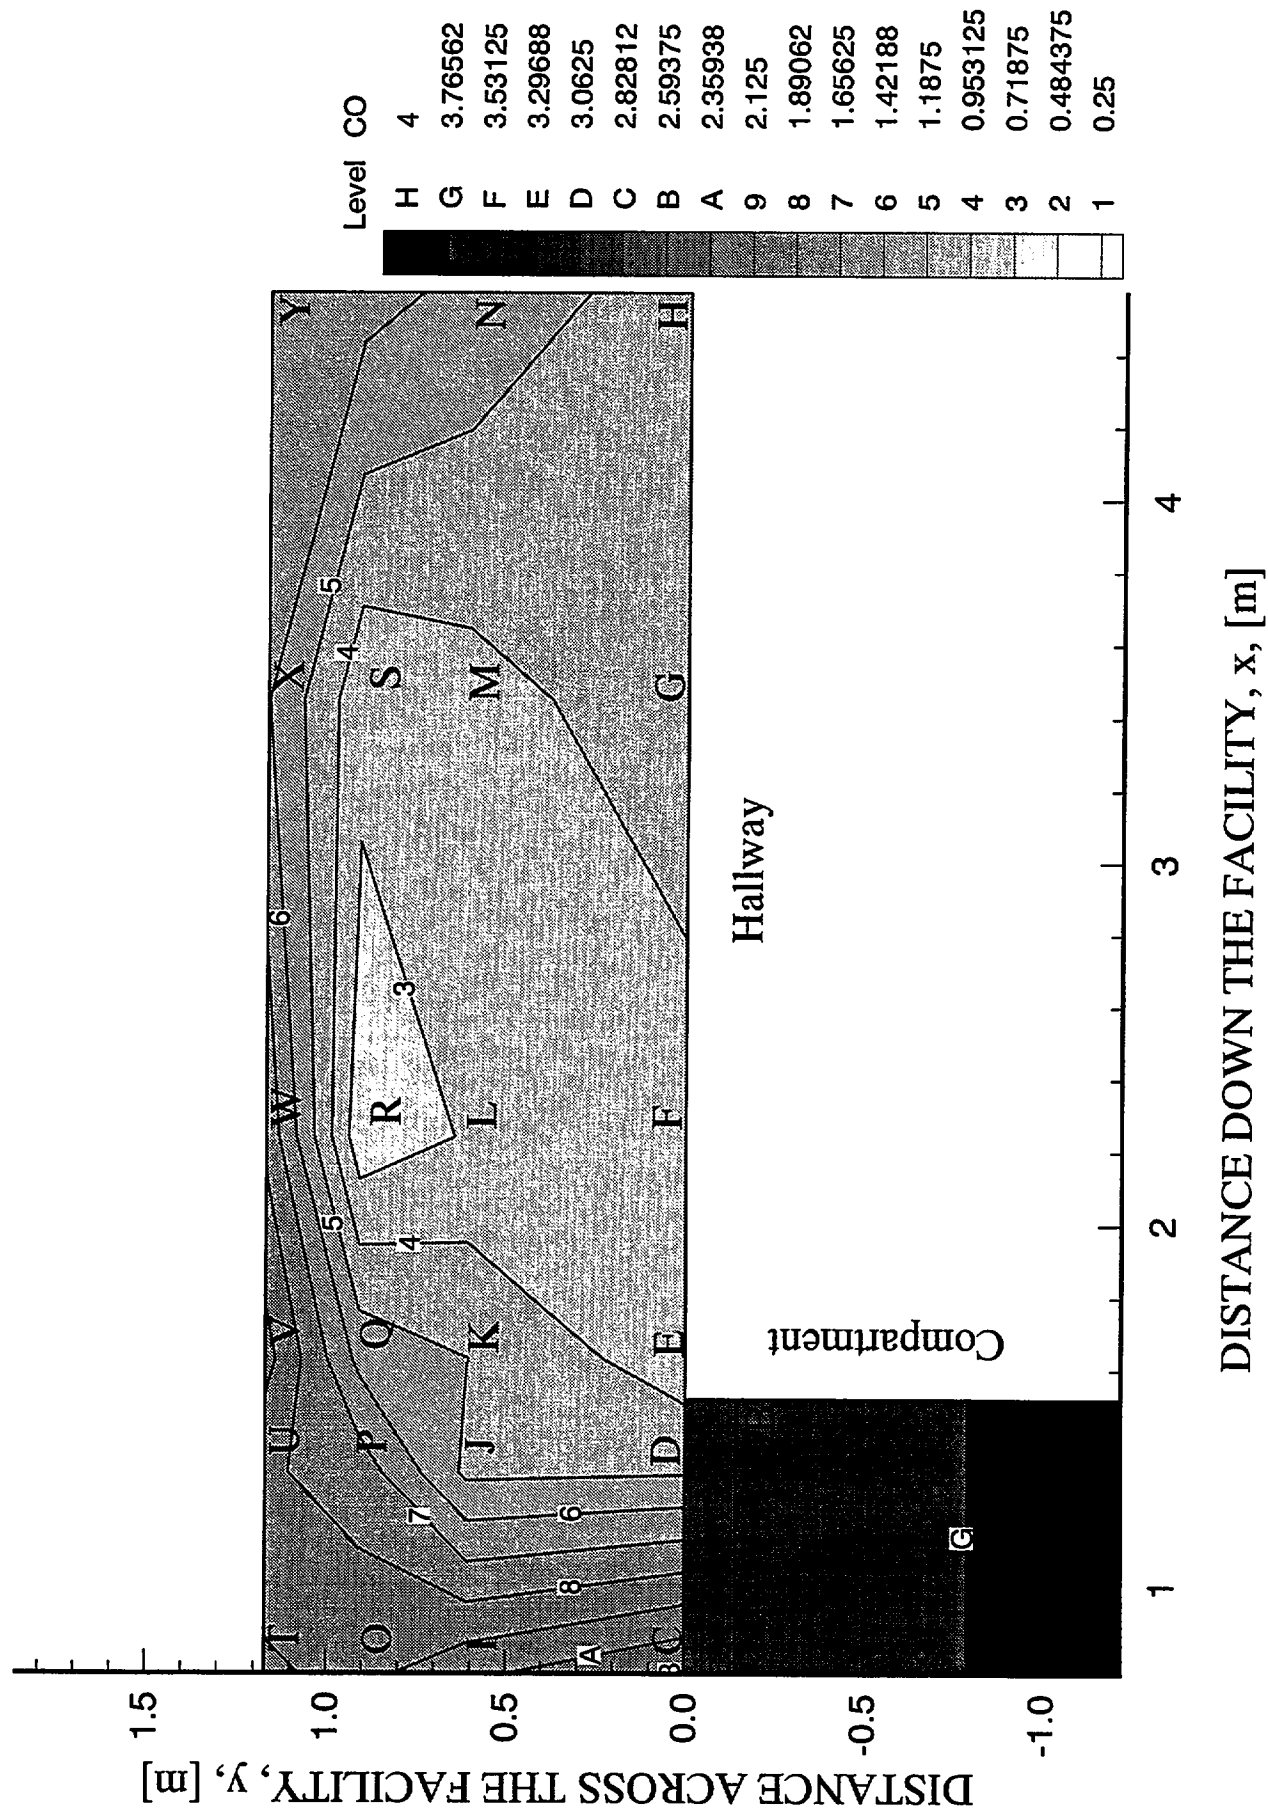 Level CO
H 4
G 3.76562
F 3.53125
E 3.29688
D 3.0625
C 2.82812
B 2.59375
A 2.35938
9 2.125
8 1.89062
7 1.65625
6 1.42188
5 1.1875
4 0.953125
3 0.71875
2 0.484375
1 0.25
DISTANCE ACROSS THE FACILITY, y, [m]
1.5
1.0
0.5
0.0
-0.5
-1.0
T U V W X Y
O P Q R S
I J K L M N
C D E F G H
6
5
5
4
4
3
7
6
8
A
B
G
Hallway
Compartment
1 2 3 4
DISTANCE DOWN THE FACILITY, x, [m]